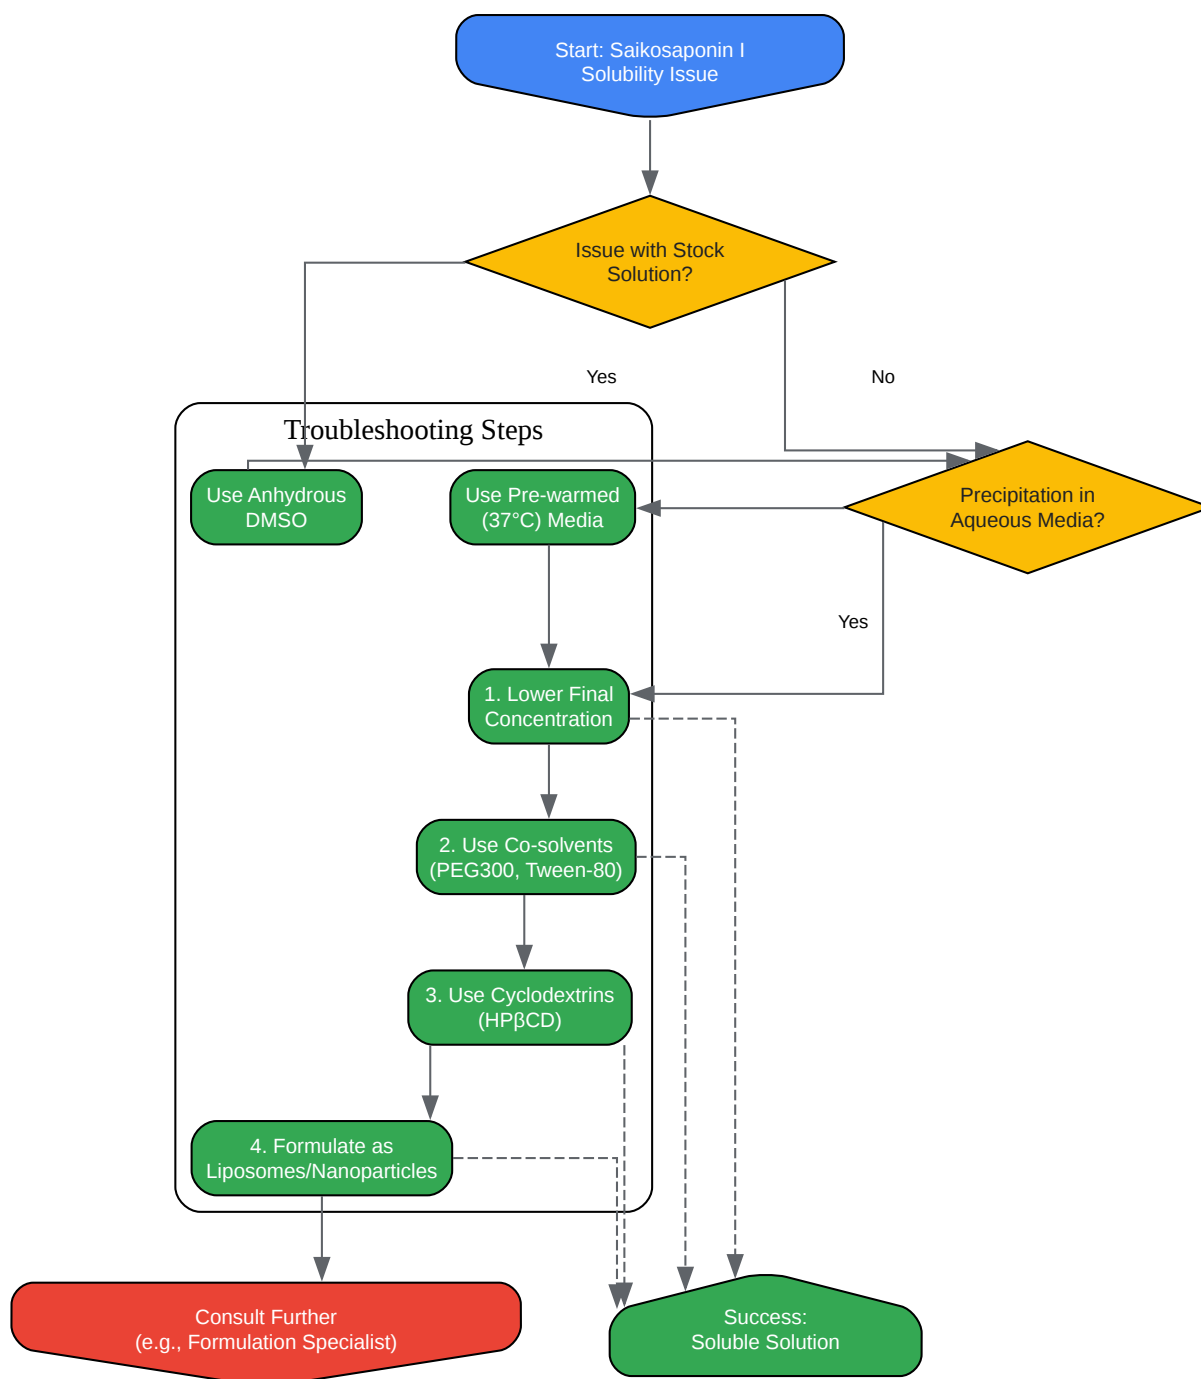 Start: Saikosaponin I
Solubility Issue
Issue with Stock
Solution?
Yes
No
Troubleshooting Steps
Use Anhydrous
DMSO
Use Pre-warmed
(37°C) Media
Precipitation in
Aqueous Media?
Yes
1. Lower Final
Concentration
2. Use Co-solvents
(PEG300, Tween-80)
3. Use Cyclodextrins
(HPβCD)
4. Formulate as
Liposomes/Nanoparticles
Consult Further
(e.g., Formulation Specialist)
Success:
Soluble Solution